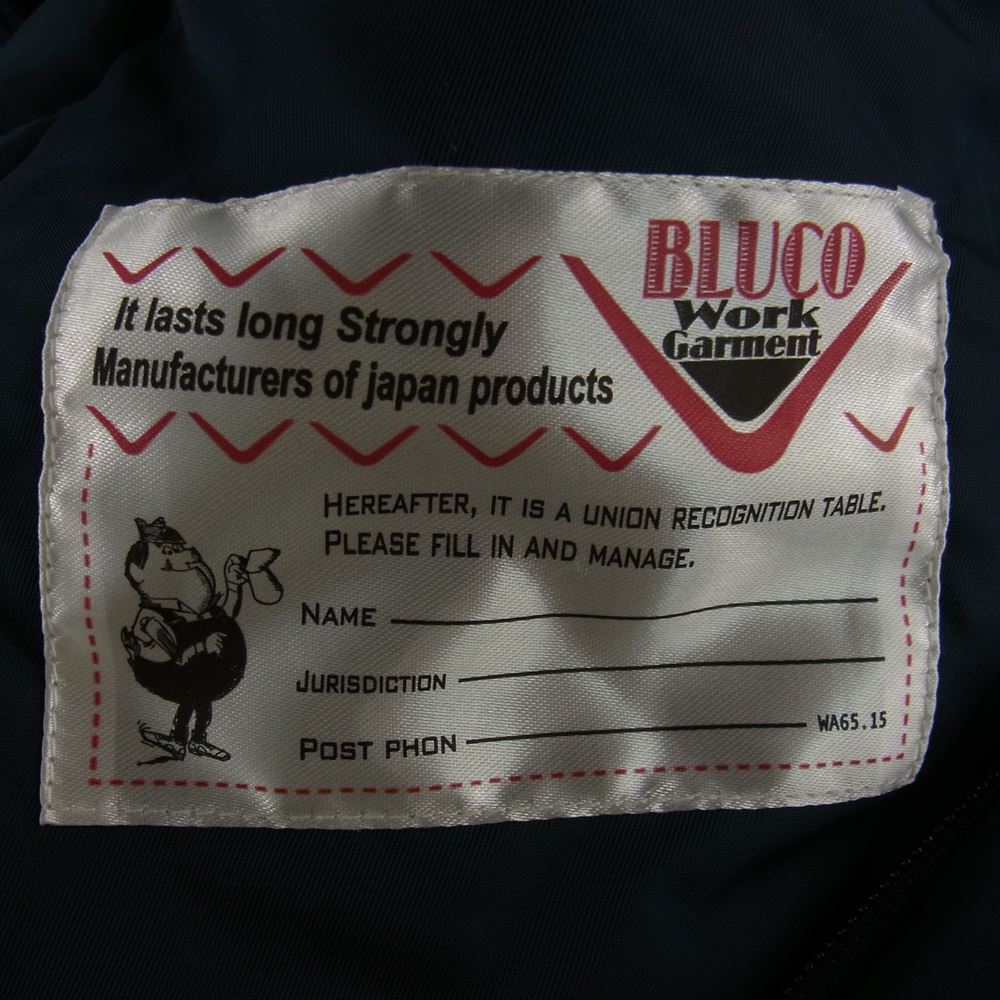 BLUCO
Work
Garment
It lasts long Strongly
Manufacturers of japan products
HEREAFTER, IT IS A UNION RECOGNITION TABLE.
PLEASE FILL IN AND MANAGE.
NAME
JURISDICTION
POST PHON
WA65.15